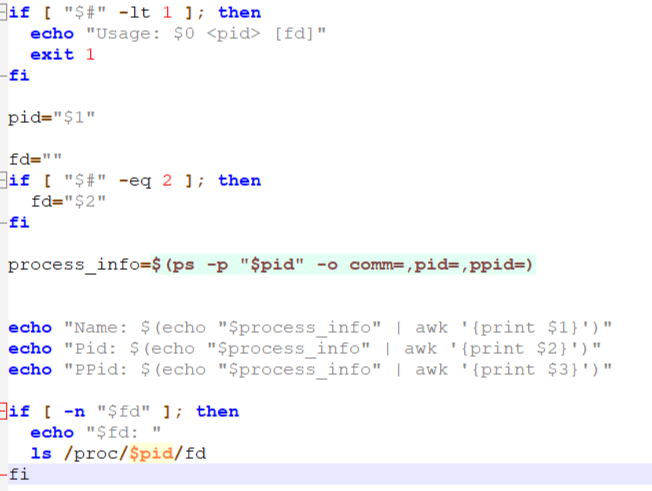 if [ "$#" -lt 1 ]; then
  echo "Usage: $0 <pid> [fd]"
  exit 1
fi

pid="$1"

fd=""
if [ "$#" -eq 2 ]; then
  fd="$2"
fi

process_info=$(ps -p "$pid" -o comm=,pid=,ppid=)


echo "Name: $(echo "$process_info" | awk '{print $1}')"
echo "Pid: $(echo "$process_info" | awk '{print $2}')"
echo "PPid: $(echo "$process_info" | awk '{print $3}')"

if [ -n "$fd" ]; then
  echo "$fd: "
  ls /proc/$pid/fd
fi